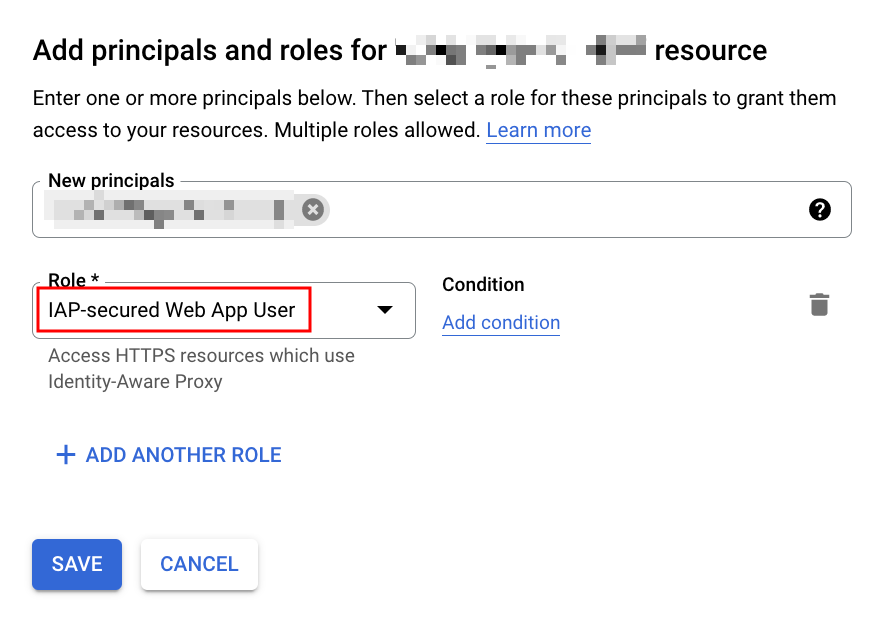 Add principals and roles for resource
Enter one or more principals below. Then select a role for these principals to grant them
access to your resources. Multiple roles allowed. Learn more
New principals
Role *
IAP-secured Web App User
Access HTTPS resources which use
Identity-Aware Proxy
Condition
Add condition
+ ADD ANOTHER ROLE
SAVE
CANCEL